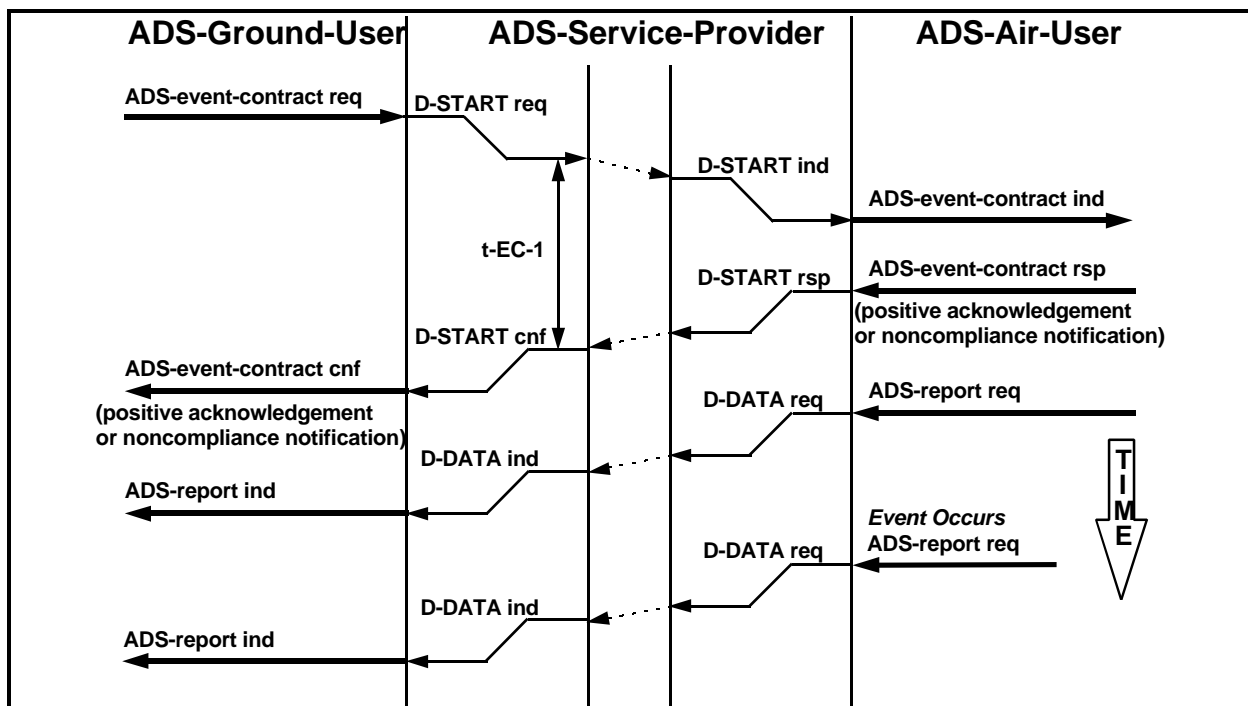 ADS-Ground-User
ADS-Service-Provider
ADS-Air-User
ADS-event-contract req
D-START req
D-START ind
ADS-event-contract ind
t-EC-1
D-START rsp
ADS-event-contract rsp
(positive acknowledgement
or noncompliance notification)
D-START cnf
ADS-event-contract cnf
(positive acknowledgement
or noncompliance notification)
D-DATA req
ADS-report req
D-DATA ind
ADS-report ind
TIME
Event Occurs
ADS-report req
D-DATA req
D-DATA ind
ADS-report ind